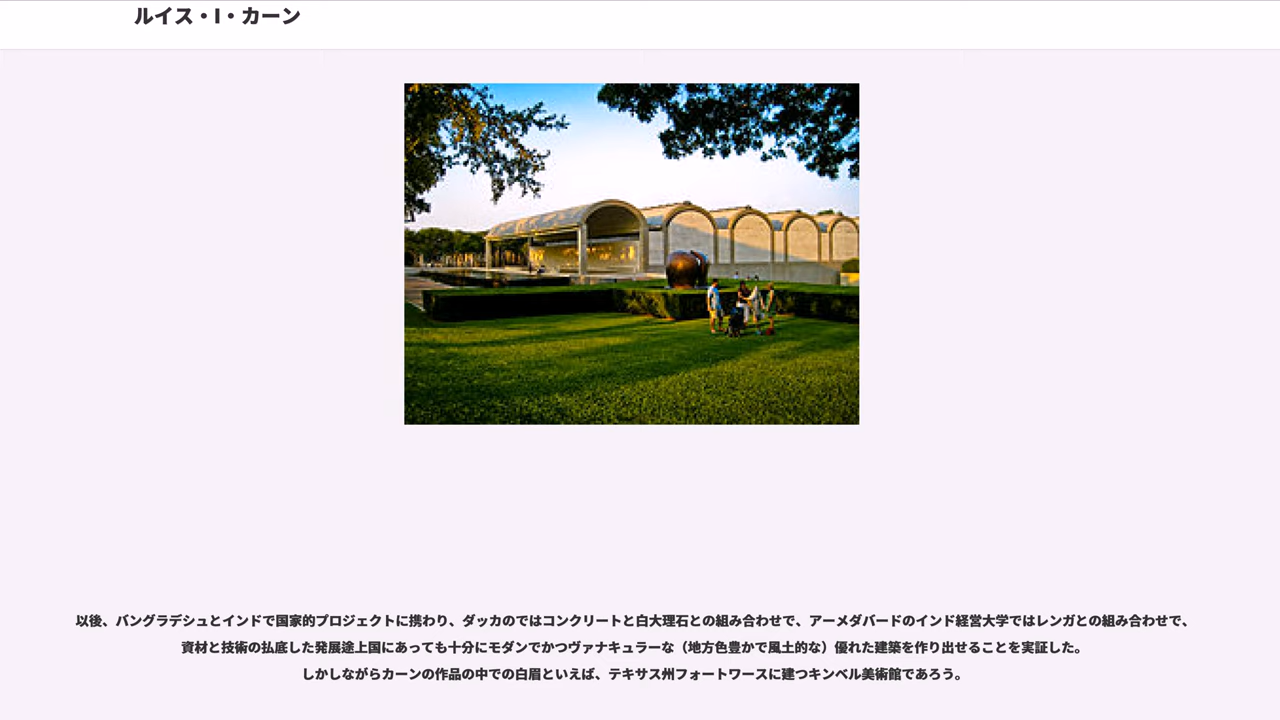 ルイス・I・カーン
以後、バングラデシュとインドで国家的プロジェクトに携わり、ダッカのではコンクリートと白大理石との組み合わせで、アーメダバードのインド経営大学ではレンガとの組み合わせで、
資材と技術の払底した発展途上国にあっても十分にモダンでかつヴァナキュラーな（地方色豊かで風土的な）優れた建築を作り出せることを実証した。
しかしながらカーンの作品の中での白眉といえば、テキサス州フォートワースに建つキンベル美術館であろう。